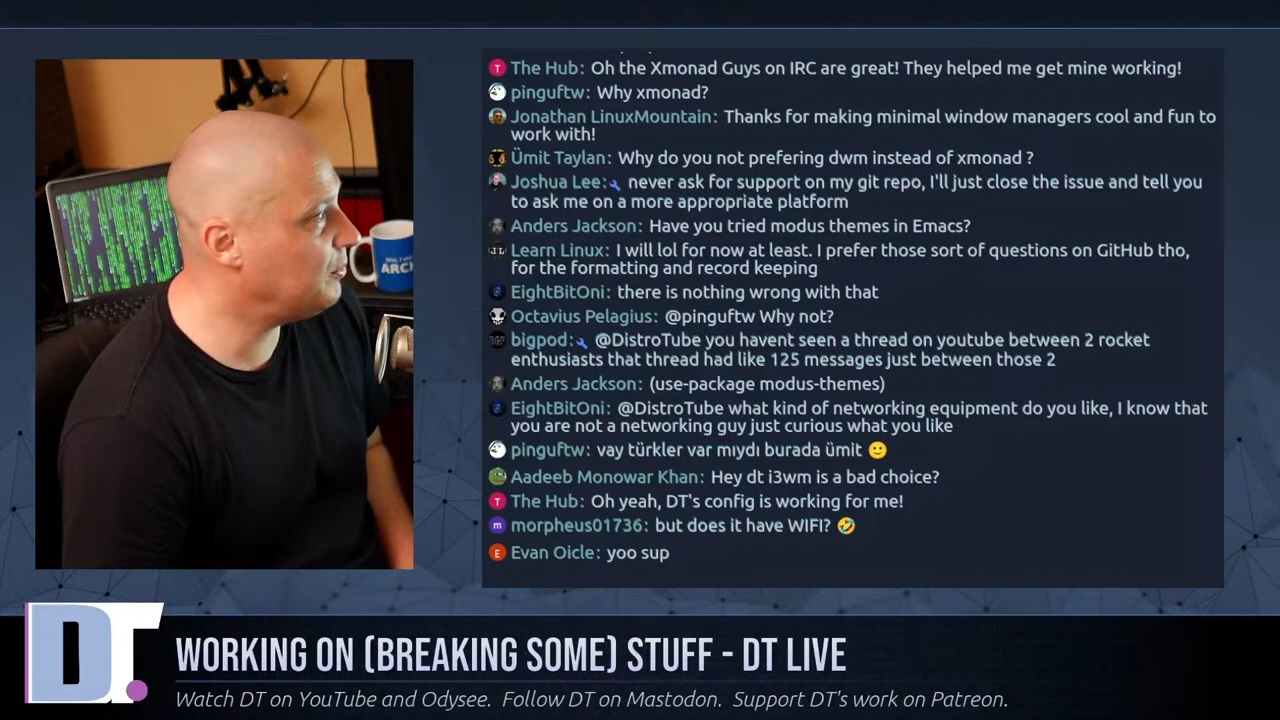 The Hub: Oh the Xmonad Guys on IRC are great! They helped me get mine working!
pinguftw: Why xmonad?
Jonathan LinuxMountain: Thanks for making minimal window managers cool and fun to
work with!
Ümit Taylan: Why do you not prefering dwm instead of xmonad ?
Joshua Lee: never ask for support on my git repo, I'll just close the issue and tell you
to ask me on a more appropriate platform
Anders Jackson: Have you tried modus themes in Emacs?
Learn Linux: I will lol for now at least. I prefer those sort of questions on GitHub tho,
for the formatting and record keeping
EightBitOni: there is nothing wrong with that
Octavius Pelagius: @pinguftw Why not?
bigpod: @DistroTube you havent seen a thread on youtube between 2 rocket
enthusiasts that thread had like 125 messages just between those 2
Anders Jackson: (use-package modus-themes)
EightBitOni: @DistroTube what kind of networking equipment do you like, I know that
you are not a networking guy just curious what you like
pinguftw: vay türkler var mıydı burada ümit 🙂
Aadeeb Monowar Khan: Hey dt i3wm is a bad choice?
The Hub: Oh yeah, DT's config is working for me!
morpheus01736: but does it have WIFI? 🤣
Evan Oicle: yoo sup
ARCH
DT.
WORKING ON (BREAKING SOME) STUFF - DT LIVE
Watch DT on YouTube and Odysee. Follow DT on Mastodon. Support DT's work on Patreon.